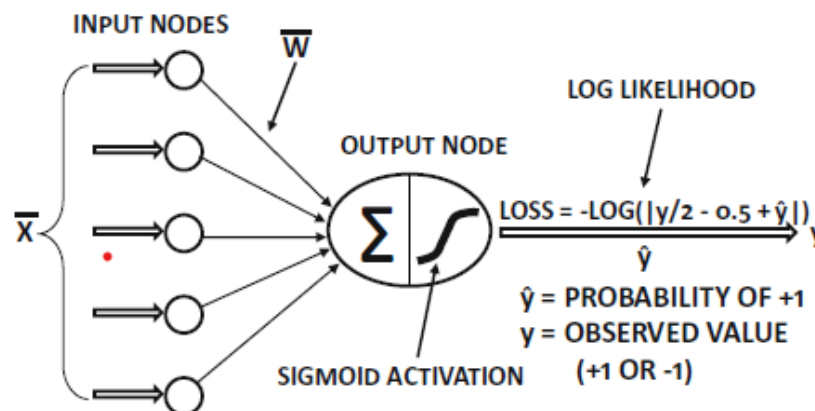 INPUT NODES
W
LOG LIKELIHOOD
OUTPUT NODE
X
Σ
LOSS = -LOG(|y/2 - 0.5 + ŷ|)
y
ŷ
ŷ = PROBABILITY OF +1
y = OBSERVED VALUE
(+1 OR -1)
SIGMOID ACTIVATION